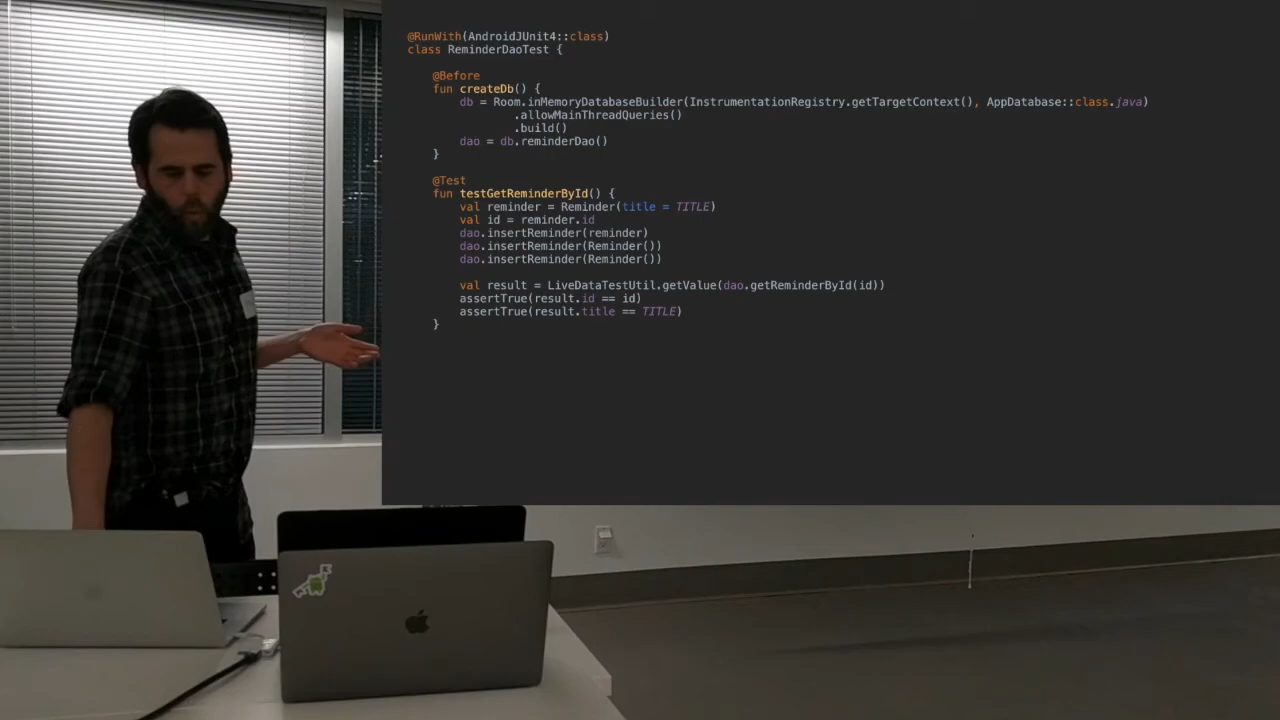 @RunWith(AndroidJUnit4::class)
class ReminderDaoTest {
@Before
fun createDb() {
db = Room.inMemoryDatabaseBuilder(InstrumentationRegistry.getTargetContext(), AppDatabase::class.java)
.allowMainThreadQueries()
.build()
dao = db.reminderDao()
}
@Test
fun testGetReminderById() {
val reminder = Reminder(title = TITLE)
val id = reminder.id
dao.insertReminder(reminder)
dao.insertReminder(Reminder())
dao.insertReminder(Reminder())
val result = LiveDataTestUtil.getValue(dao.getReminderById(id))
assertTrue(result.id == id)
assertTrue(result.title == TITLE)
}